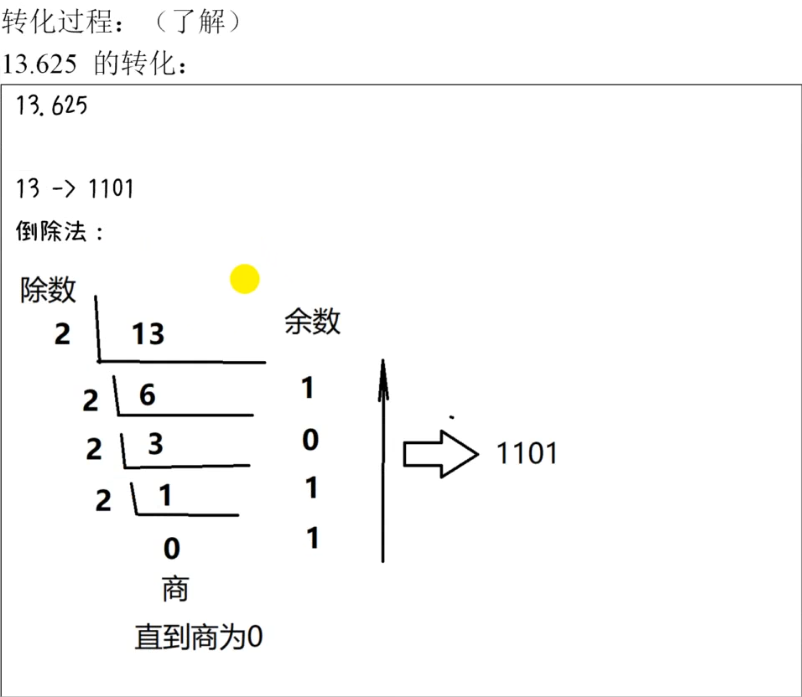 转化过程：（了解）
13.625 的转化：
13.625
13 -> 1101
倒除法：
除数
余数
2 13
2 6 1
2 3 0
2 1 1
0 1
1101
商
直到商为0